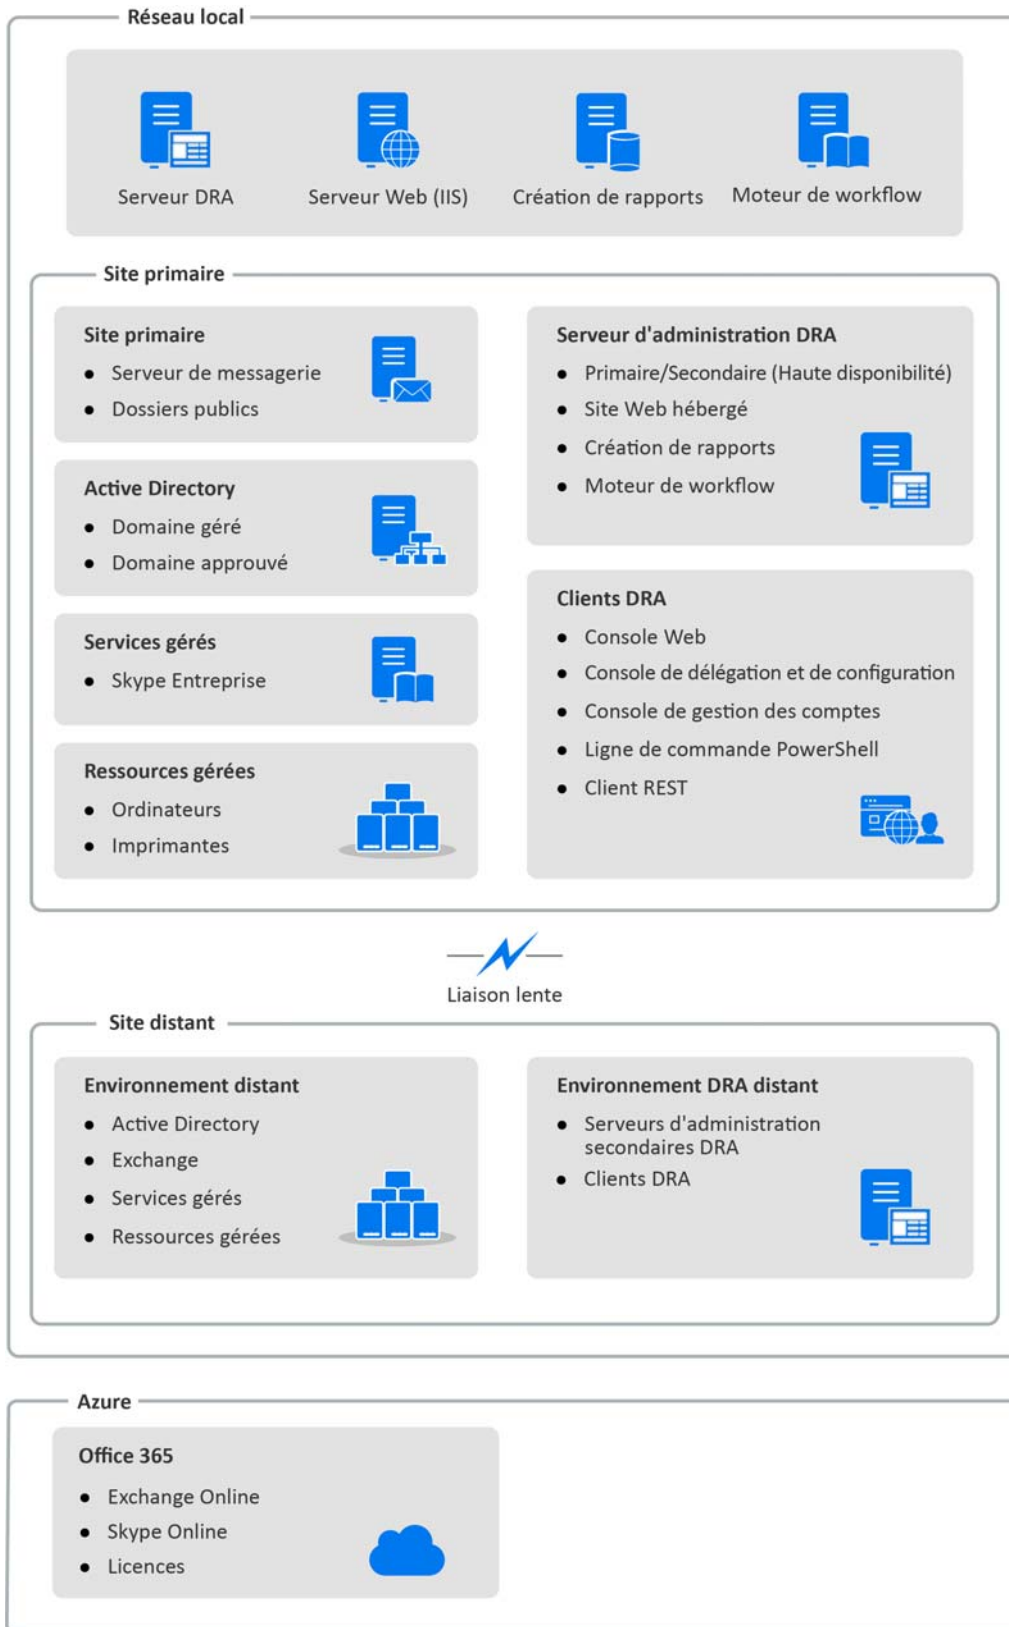 Réseau local
Serveur DRA
Serveur Web (IIS)
Création de rapports
Moteur de workflow
Site primaire
Site primaire
• Serveur de messagerie
• Dossiers publics
Active Directory
• Domaine géré
• Domaine approuvé
Services gérés
• Skype Entreprise
Ressources gérées
• Ordinateurs
• Imprimantes
Serveur d'administration DRA
• Primaire/Secondaire (Haute disponibilité)
• Site Web hébergé
• Création de rapports
• Moteur de workflow
Clients DRA
• Console Web
• Console de délégation et de configuration
• Console de gestion des comptes
• Ligne de commande PowerShell
• Client REST
Liaison lente
Site distant
Environnement distant
• Active Directory
• Exchange
• Services gérés
• Ressources gérées
Environnement DRA distant
• Serveurs d'administration
secondaires DRA
• Clients DRA
Azure
Office 365
• Exchange Online
• Skype Online
• Licences